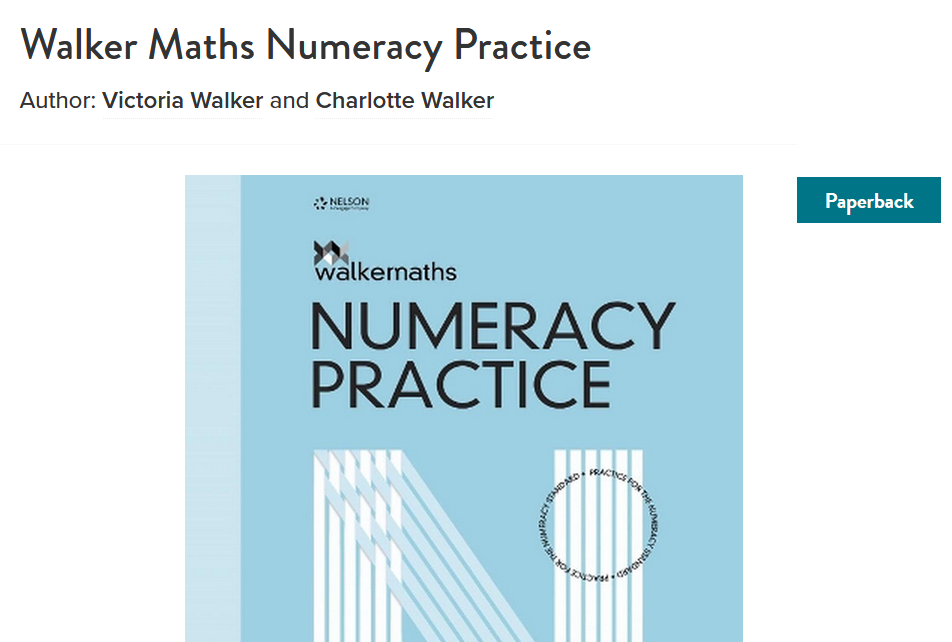 Walker Maths Numeracy Practice
Author: Victoria Walker and Charlotte Walker
Paperback
NELSON
walkermaths
NUMERACY
PRACTICE
PRACTICE FOR THE NUMERACY STANDARD • PRACTICE FOR THE NUMERACY STANDARD •